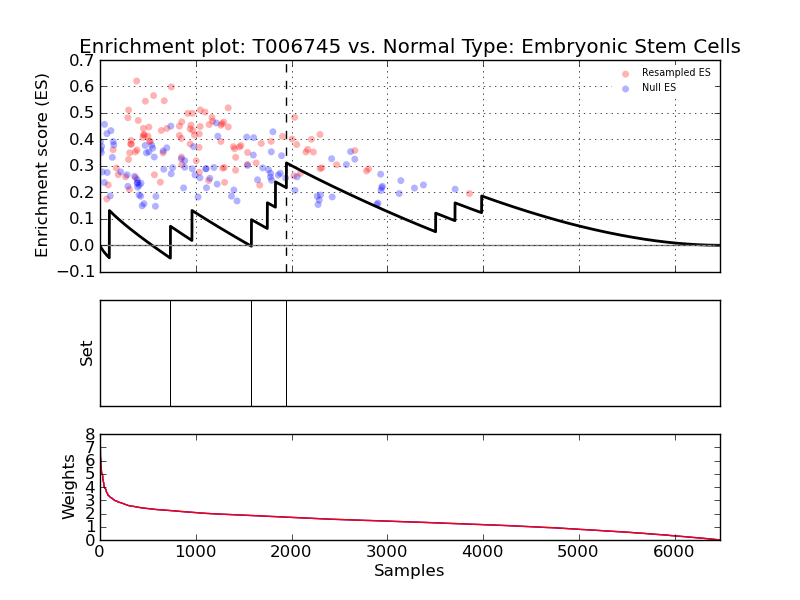 Enrichment plot: T006745 vs. Normal Type: Embryonic Stem Cells
Enrichment score (ES)
0.7
0.6
0.5
0.4
0.3
0.2
0.1
0.0
−0.1
Resampled ES
Null ES
Set
Weights
8
7
6
5
4
3
2
1
0
0 1000 2000 3000 4000 5000 6000
Samples